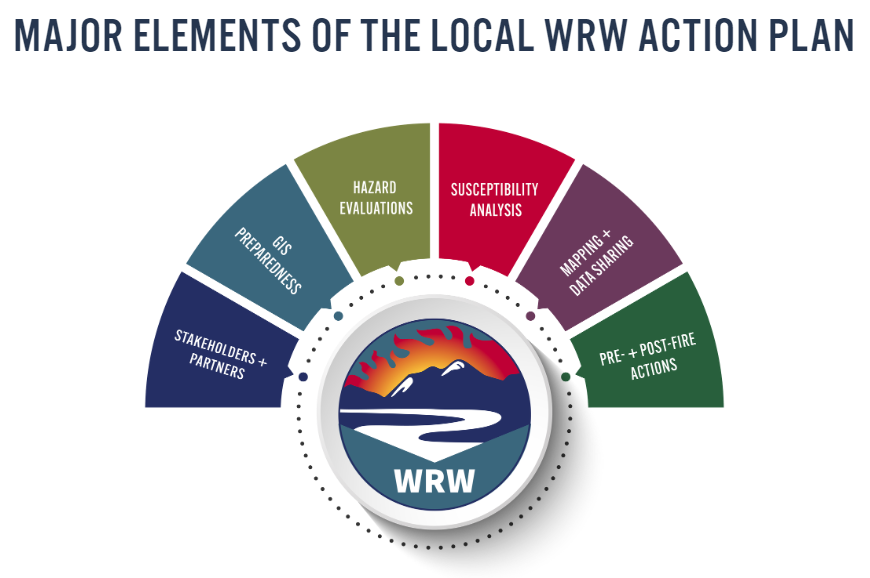 MAJOR ELEMENTS OF THE LOCAL WRW ACTION PLAN
STAKEHOLDERS +
PARTNERS
GIS
PREPAREDNESS
HAZARD
EVALUATIONS
SUSCEPTIBILITY
ANALYSIS
MAPPING +
DATA SHARING
PRE- + POST-FIRE
ACTIONS
WRW